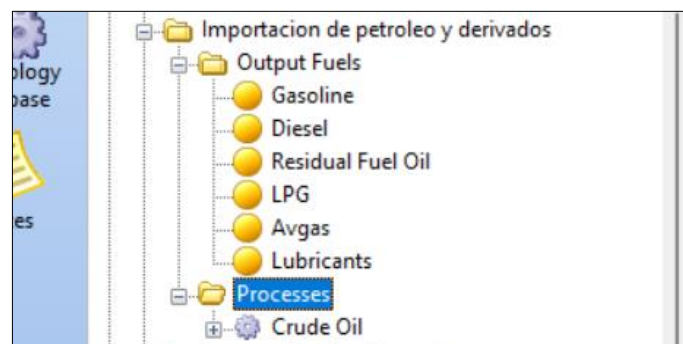 Importacion de petroleo y derivados
Output Fuels
ology
Gasoline
base
Diesel
Residual Fuel Oil
LPG
es
Avgas
Lubricants
Processes
Crude Oil